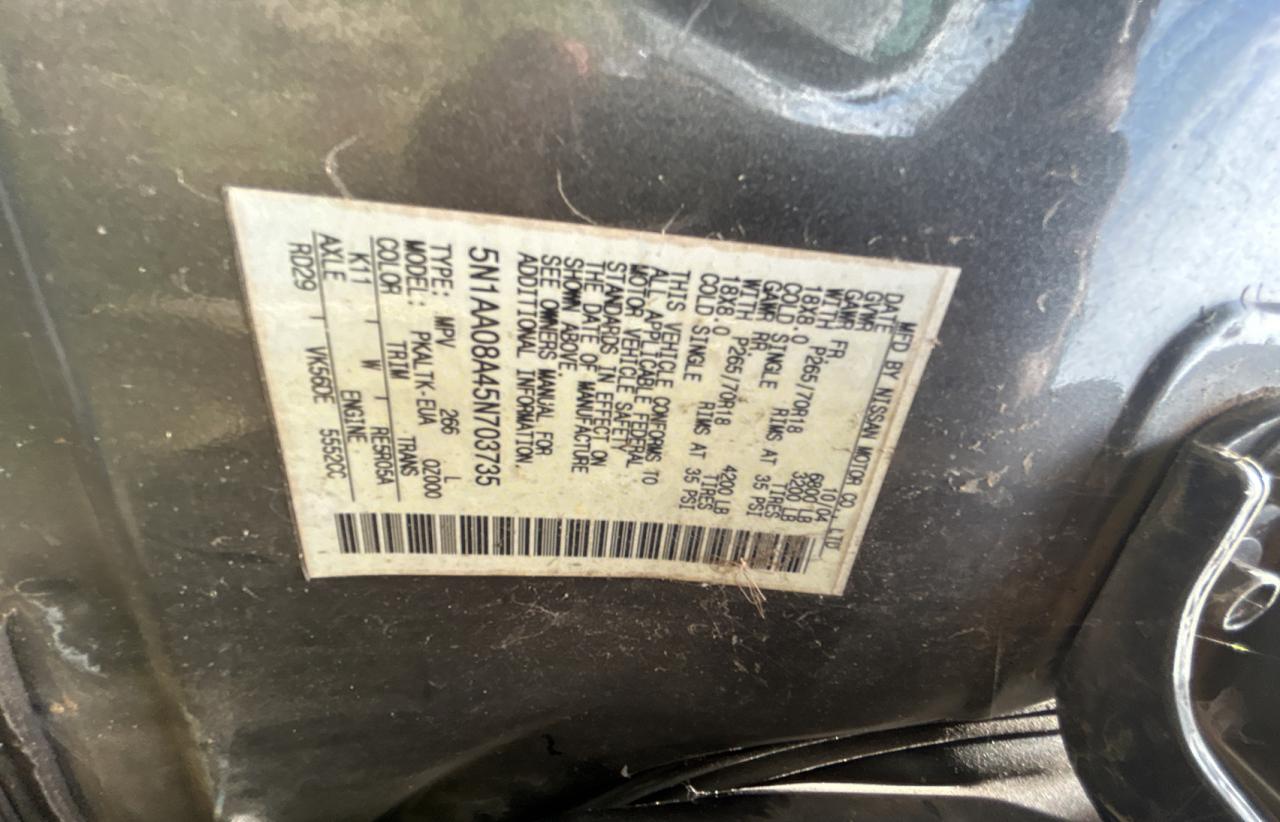 MFD BY NISSAN MOTOR CO., LTD
DATE 10/04
GVWR 6800 LB
GAWR FR. 3200 LB
WITH P265/70R18 TIRES
18X8.0 RIMS AT 35 PSI
COLD SINGLE
GAWR RR. 4200 LB
WITH P265/70R18 TIRES
18X8.0 RIMS AT 35 PSI
COLD SINGLE
THIS VEHICLE CONFORMS TO
ALL APPLICABLE FEDERAL
MOTOR VEHICLE SAFETY
STANDARDS IN EFFECT ON
THE DATE OF MANUFACTURE
SHOWN ABOVE.
SEE OWNERS MANUAL FOR
ADDITIONAL INFORMATION.
5N1AA08A45N703735
TYPE: MPV 266 L
MODEL: PKALTK-EUA 0Z000
COLOR TRIM TRANS
K11 W RE5R05A
AXLE ENGINE
RD29 VK56DE 5552CC